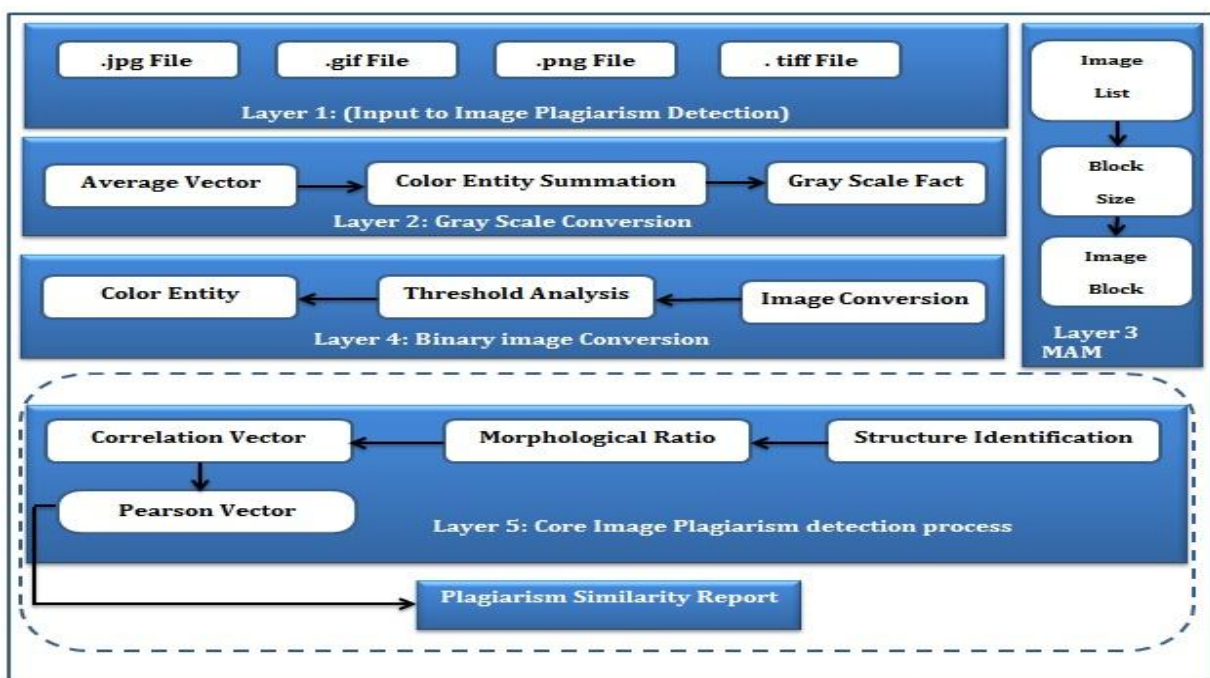 .jpg File
.gif File
.png File
. tiff File
Layer 1: (Input to Image Plagiarism Detection)
Average Vector
Color Entity Summation
Gray Scale Fact
Layer 2: Gray Scale Conversion
Image
List
Block
Size
Image
Block
Layer 3
MAM
Color Entity
Threshold Analysis
Image Conversion
Layer 4: Binary image Conversion
Correlation Vector
Morphological Ratio
Structure Identification
Pearson Vector
Layer 5: Core Image Plagiarism detection process
Plagiarism Similarity Report